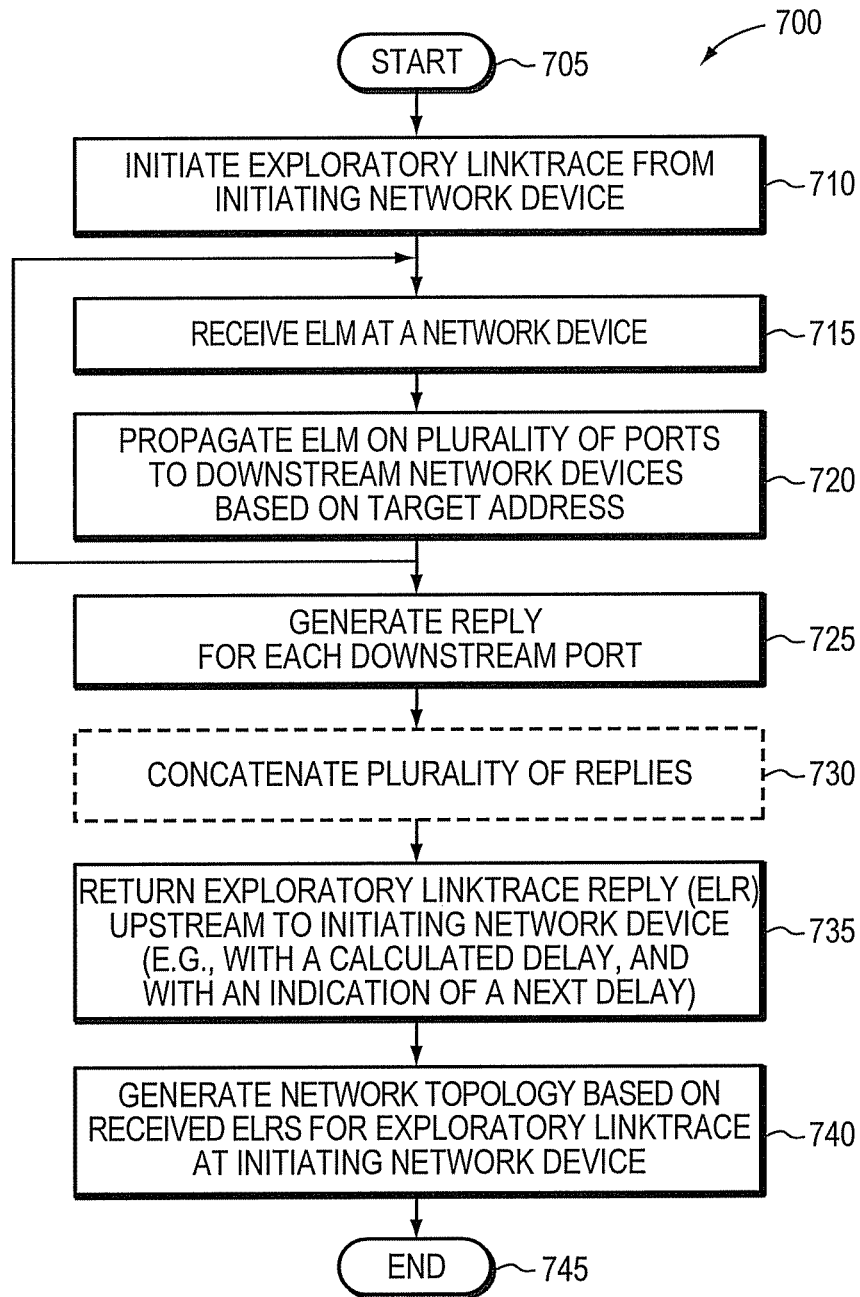 700
START
705
INITIATE EXPLORATORY LINKTRACE FROM
INITIATING NETWORK DEVICE
710
RECEIVE ELM AT A NETWORK DEVICE
715
PROPAGATE ELM ON PLURALITY OF PORTS
TO DOWNSTREAM NETWORK DEVICES
BASED ON TARGET ADDRESS
720
GENERATE REPLY
FOR EACH DOWNSTREAM PORT
725
CONCATENATE PLURALITY OF REPLIES
730
RETURN EXPLORATORY LINKTRACE REPLY (ELR)
UPSTREAM TO INITIATING NETWORK DEVICE
(E.G., WITH A CALCULATED DELAY, AND
WITH AN INDICATION OF A NEXT DELAY)
735
GENERATE NETWORK TOPOLOGY BASED ON
RECEIVED ELRS FOR EXPLORATORY LINKTRACE
AT INITIATING NETWORK DEVICE
740
END
745